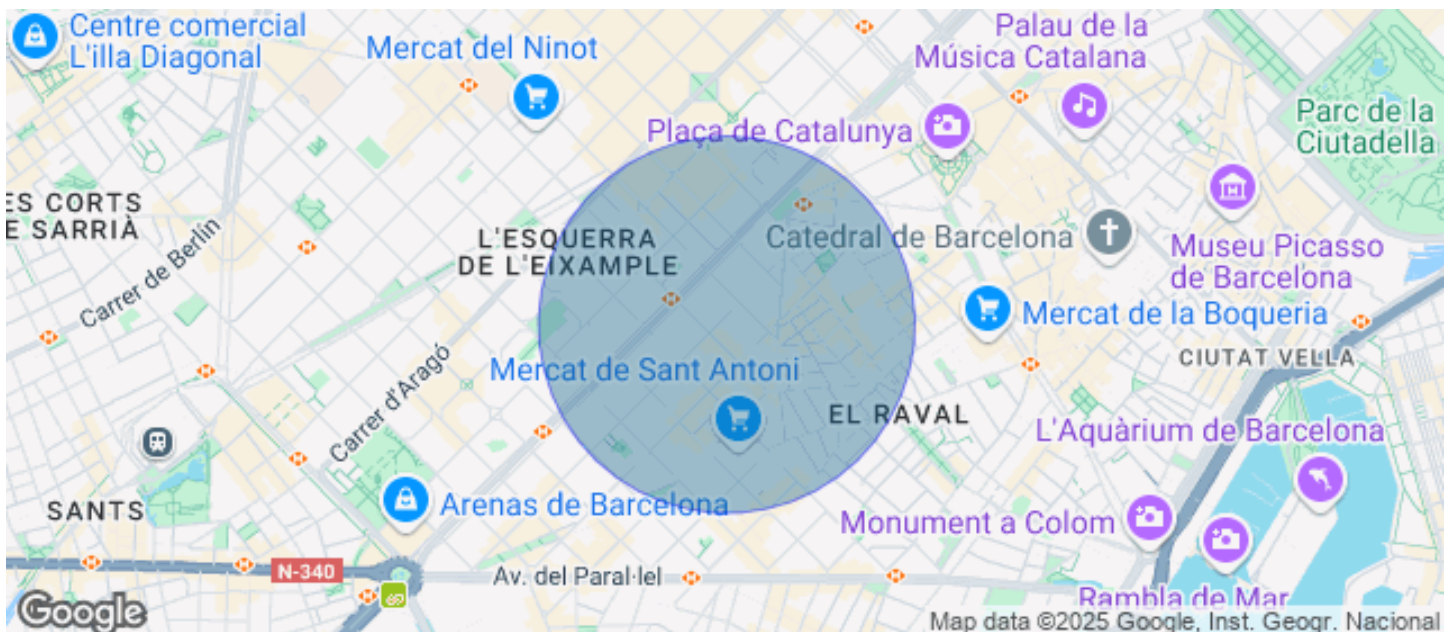 Centre comercial
L'illa Diagonal
Mercat del Ninot
Palau de la
Música Catalana
Plaça de Catalunya
Parc de la
Ciutadella
ES CORTS
E SARRIÀ
Carrer de Berlín
L'ESQUERRA
DE L'EIXAMPLE
Catedral de Barcelona
Museu Picasso
de Barcelona
Mercat de la Boqueria
CIUTAT VELLA
Carrer d'Aragó
Mercat de Sant Antoni
EL RAVAL
L'Aquàrium de Barcelona
SANTS
Arenas de Barcelona
Monument a Colom
N-340
Av. del Paral·lel
Rambla de Mar
Google
Map data ©2025 Google, Inst. Geogr. Nacional